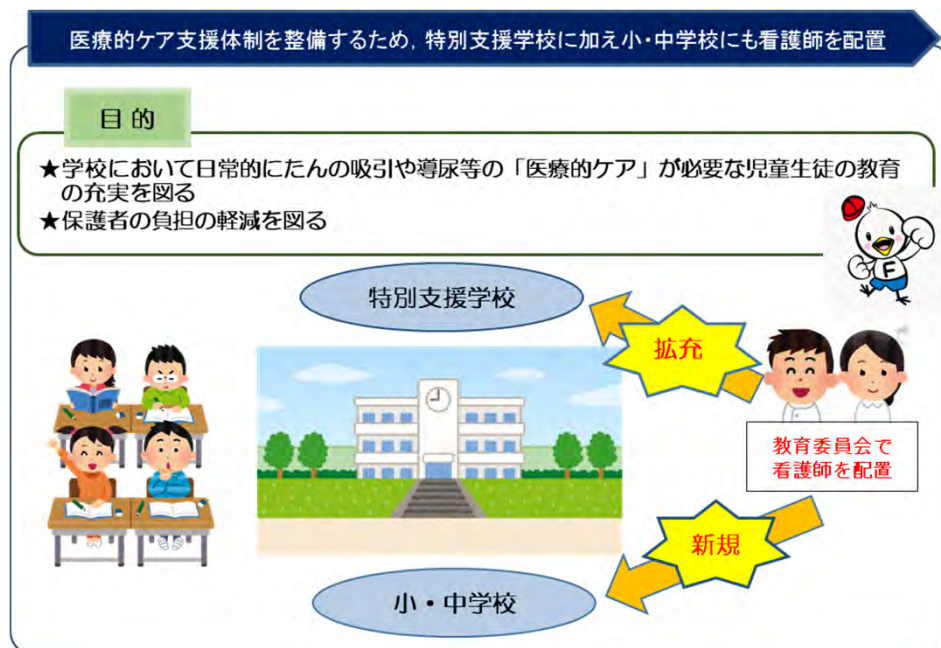 医療的ケア支援体制を整備するため，特別支援学校に加え小・中学校にも看護師を配置
目的
★学校において日常的にたんの吸引や導尿等の「医療的ケア」が必要な児童生徒の教育
の充実を図る
★保護者の負担の軽減を図る
F
特別支援学校
拡充
教育委員会で
看護師を配置
新規
小・中学校